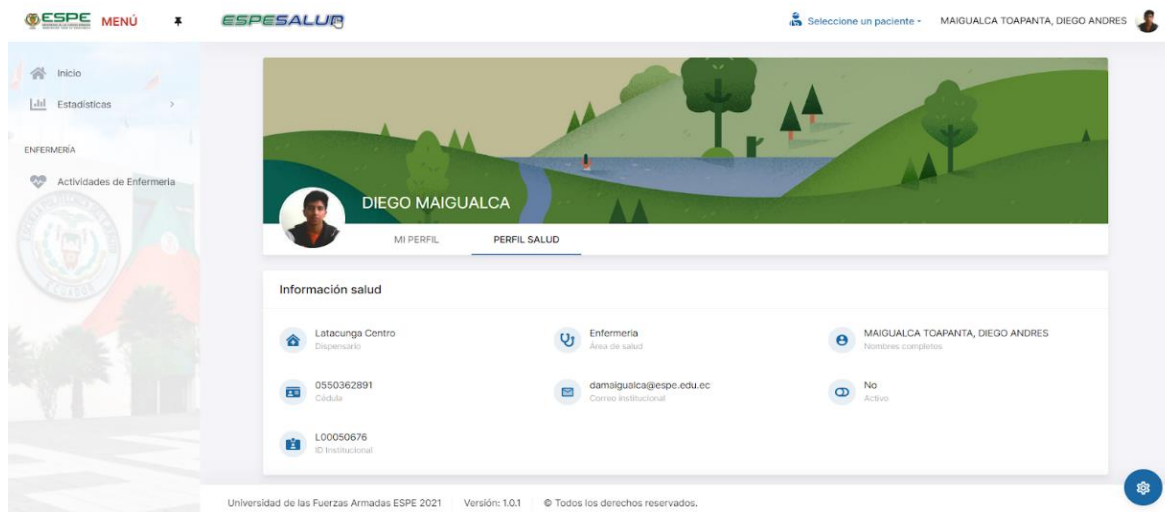 ESPE
MENÚ
ESPESALUD
Seleccione un paciente
MAIGUALCA TOAPANTA, DIEGO ANDRES
Inicio
Estadísticas
ENFERMERÍA
Actividades de Enfermeria
ECUADOR
DIEGO MAIGUALCA
MI PERFIL
PERFIL SALUD
Información salud
Latacunga Centro
Dispensario
Enfermeria
Área de salud
MAIGUALCA TOAPANTA, DIEGO ANDRES
Nombres completos
0550362891
Cédula
damaigualca@espe.edu.ec
Correo institucional
No
Activo
L00050676
ID Institucional
Universidad de las Fuerzas Armadas ESPE 2021
Versión: 1.0.1
© Todos los derechos reservados.